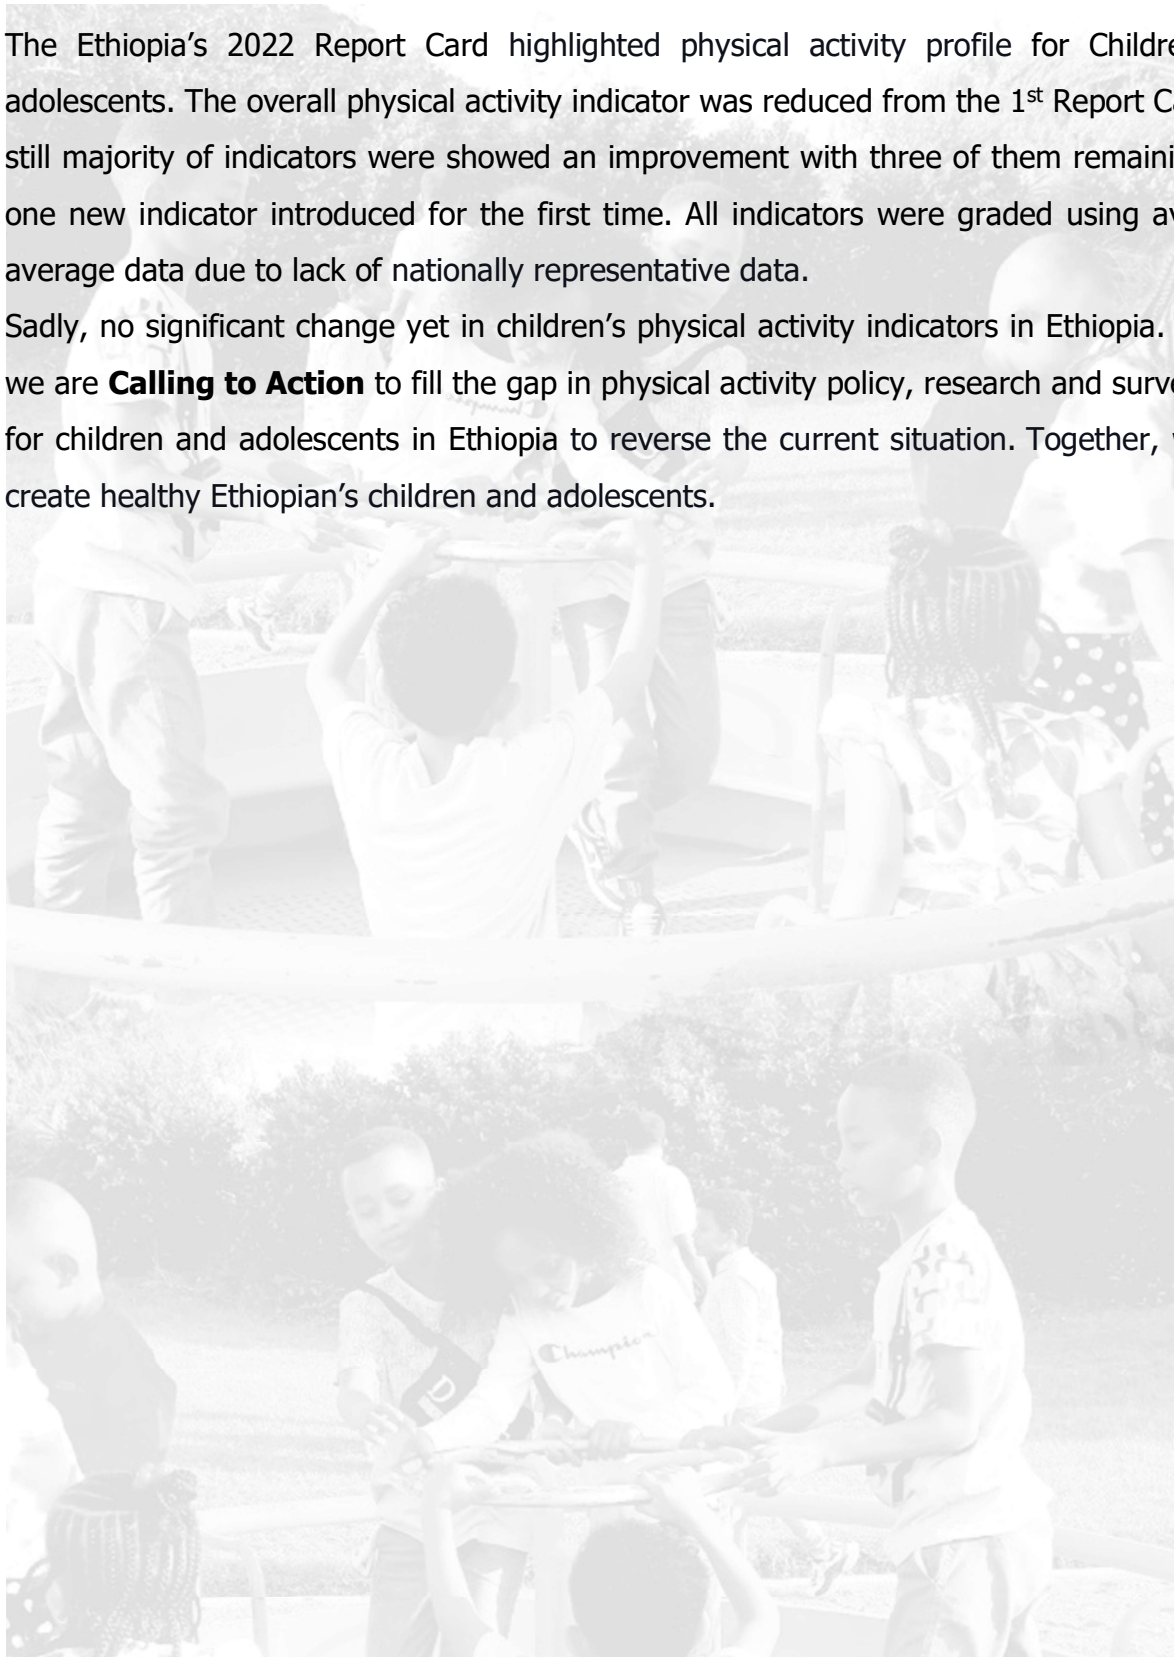 The Ethiopia’s 2022 Report Card highlighted physical activity profile for
adolescents. The overall physical activity indicator was reduced from the 1st Report
still majority of indicators were showed an improvement with three of them
one new indicator introduced for the first time. All indicators were graded using
average data due to lack of nationally representative data.
Sadly, no significant change yet in children’s physical activity indicators in Ethiopia.
we are Calling to Action to fill the gap in physical activity policy, research and
for children and adolescents in Ethiopia to reverse the current situation. Together,
create healthy Ethiopian’s children and adolescents.
Champion